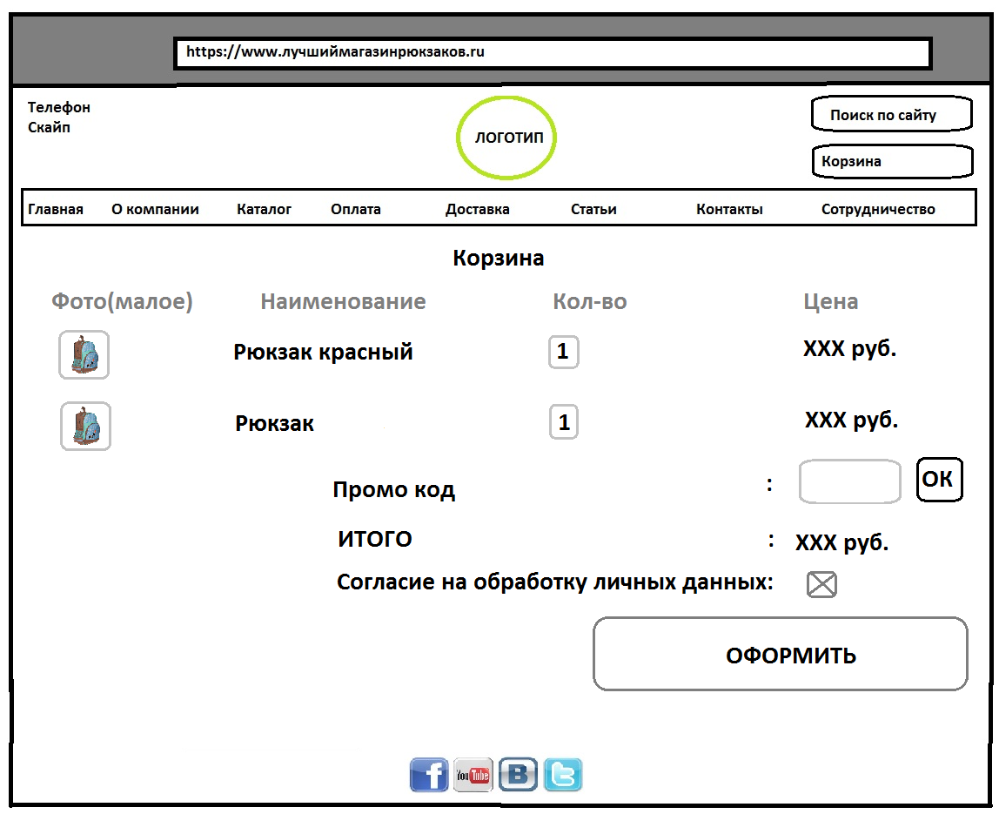 https://www.лучшиймагазинрюкзаков.ru
Телефон
Скайп
ЛОГОТИП
Поиск по сайту
Корзина
Главная О компании Каталог Оплата Доставка Статьи Контакты Сотрудничество
Корзина
Фото(малое) Наименование Кол-во Цена
Рюкзак красный 1 XXX руб.
Рюкзак 1 XXX руб.
Промо код : ОК
ИТОГО : XXX руб.
Согласие на обработку личных данных:
ОФОРМИТЬ
f You Tube B t